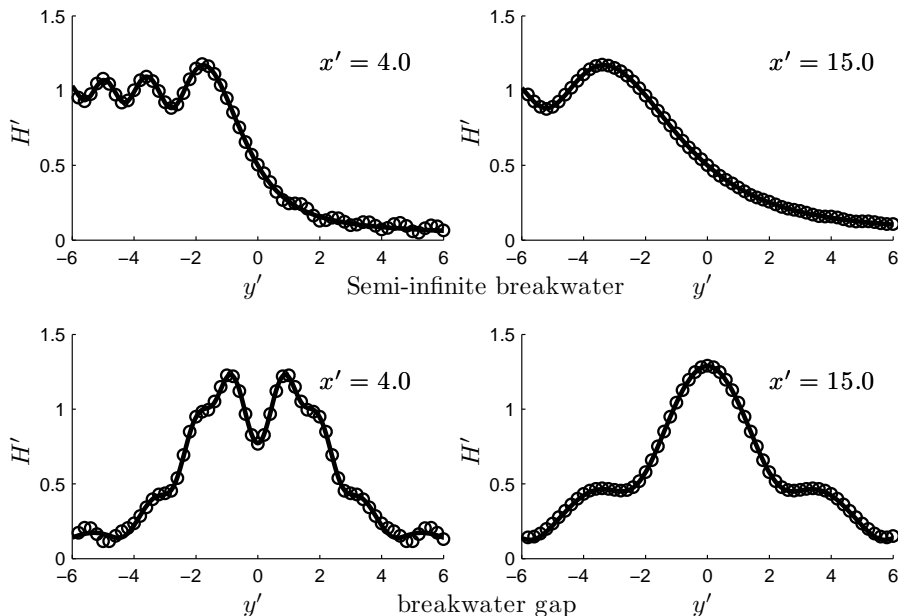 1.5
1
0.5
0
H′
x′ = 4.0
−6 −4 −2 0 2 4 6
y′
1.5
1
0.5
0
H′
x′ = 15.0
−6 −4 −2 0 2 4 6
y′
Semi-infinite breakwater
1.5
1
0.5
0
H′
x′ = 4.0
−6 −4 −2 0 2 4 6
y′
1.5
1
0.5
0
H′
x′ = 15.0
−6 −4 −2 0 2 4 6
y′
breakwater gap